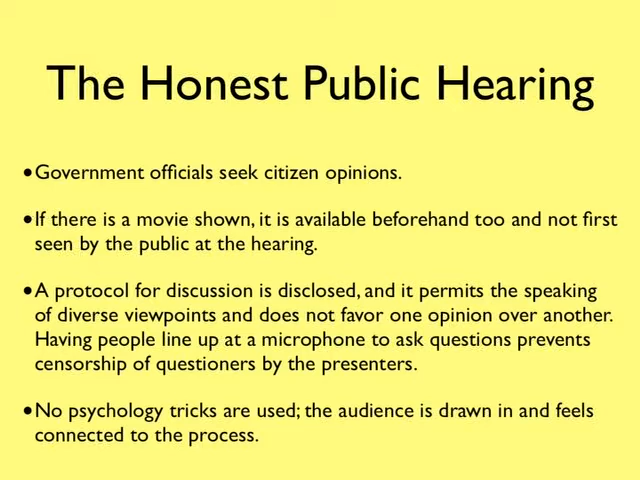 The Honest Public Hearing
•Government officials seek citizen opinions.
•If there is a movie shown, it is available beforehand too and not first
seen by the public at the hearing.
•A protocol for discussion is disclosed, and it permits the speaking
of diverse viewpoints and does not favor one opinion over another.
Having people line up at a microphone to ask questions prevents
censorship of questioners by the presenters.
•No psychology tricks are used; the audience is drawn in and feels
connected to the process.